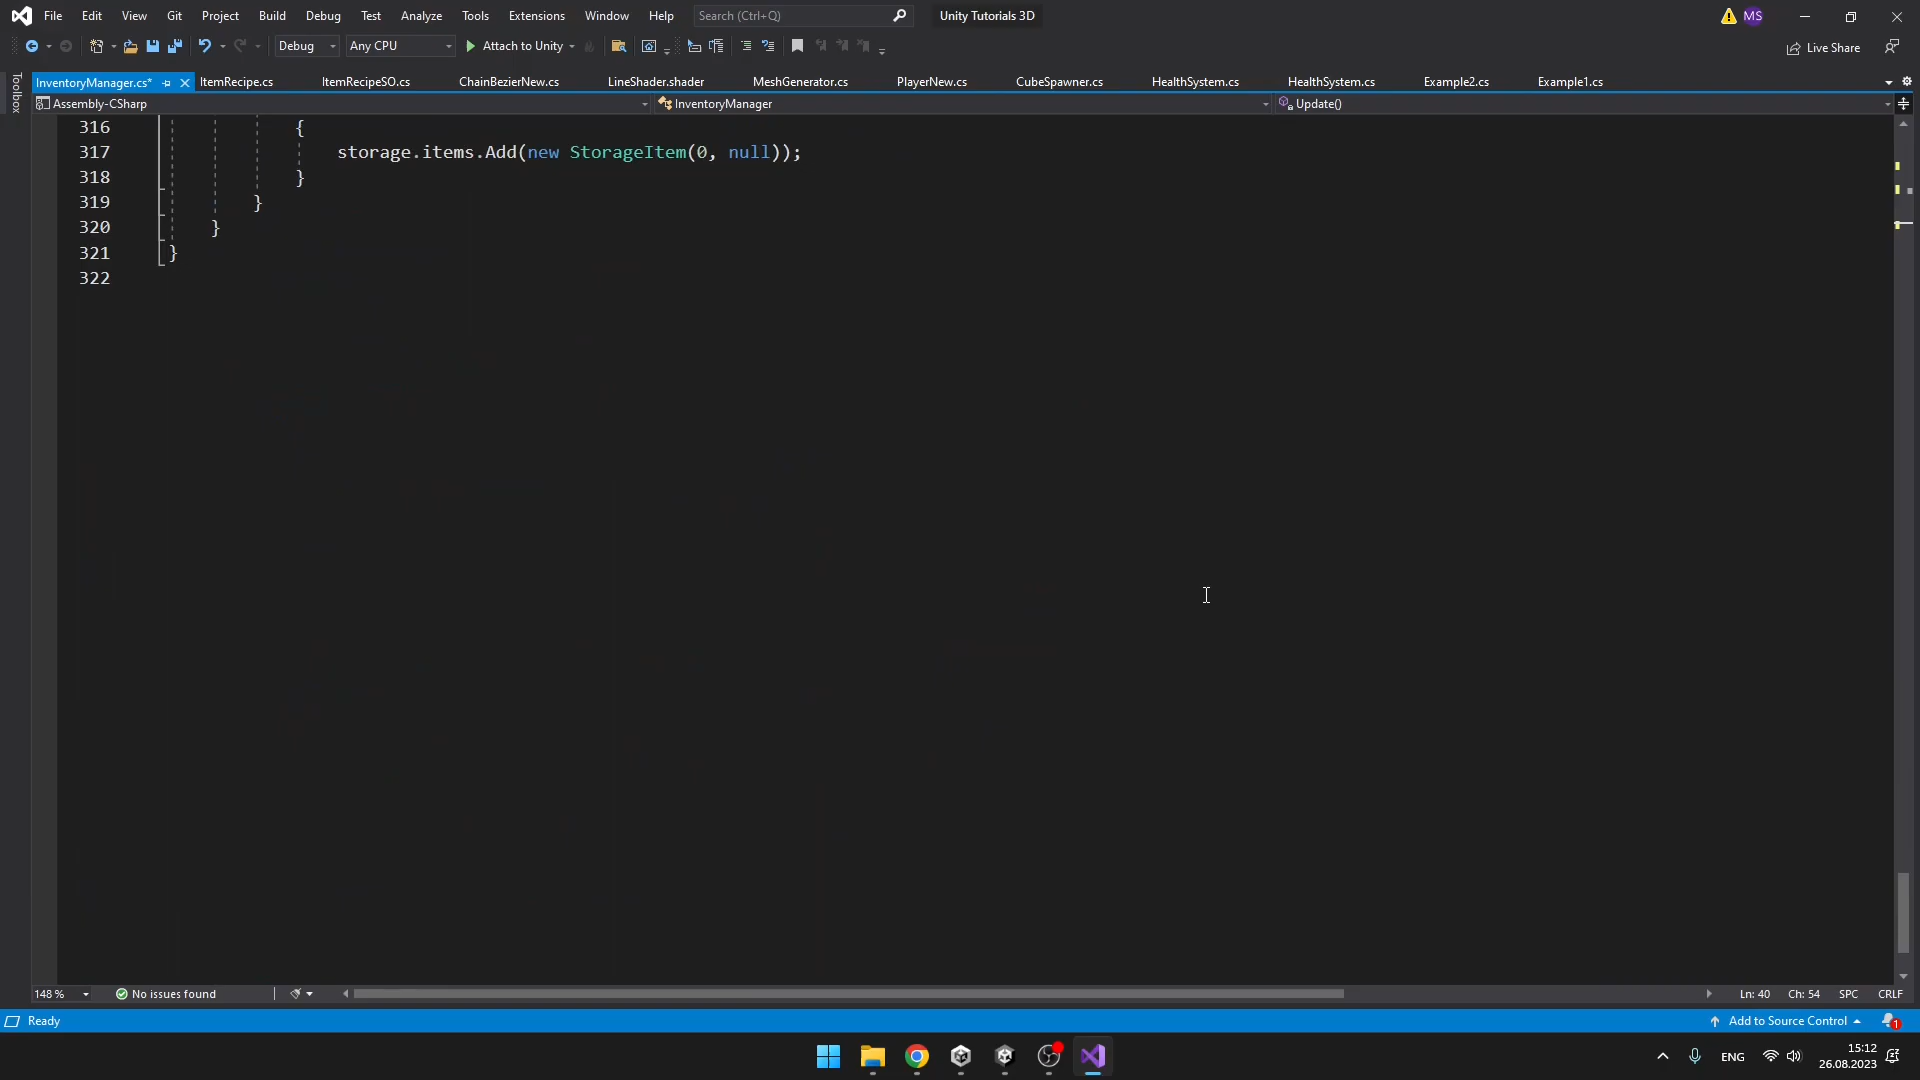 File Edit View Git Project Build Debug Test Analyze Tools Extensions Window Help Search (Ctrl+Q) Unity Tutorials 3D MS
Debug Any CPU Attach to Unity Live Share
Toolbox
InventoryManager.cs* ItemRecipe.cs ItemRecipeSO.cs ChainBezierNew.cs LineShader.shader MeshGenerator.cs PlayerNew.cs CubeSpawner.cs HealthSystem.cs HealthSystem.cs Example2.cs Example1.cs
Assembly-CSharp InventoryManager Update()
316 {
317 storage.items.Add(new StorageItem(0, null));
318 }
319 }
320 }
321 }
322
148 % No issues found Ln: 40 Ch: 54 SPC CRLF
Ready Add to Source Control 1
ENG 15:12
26.08.2023